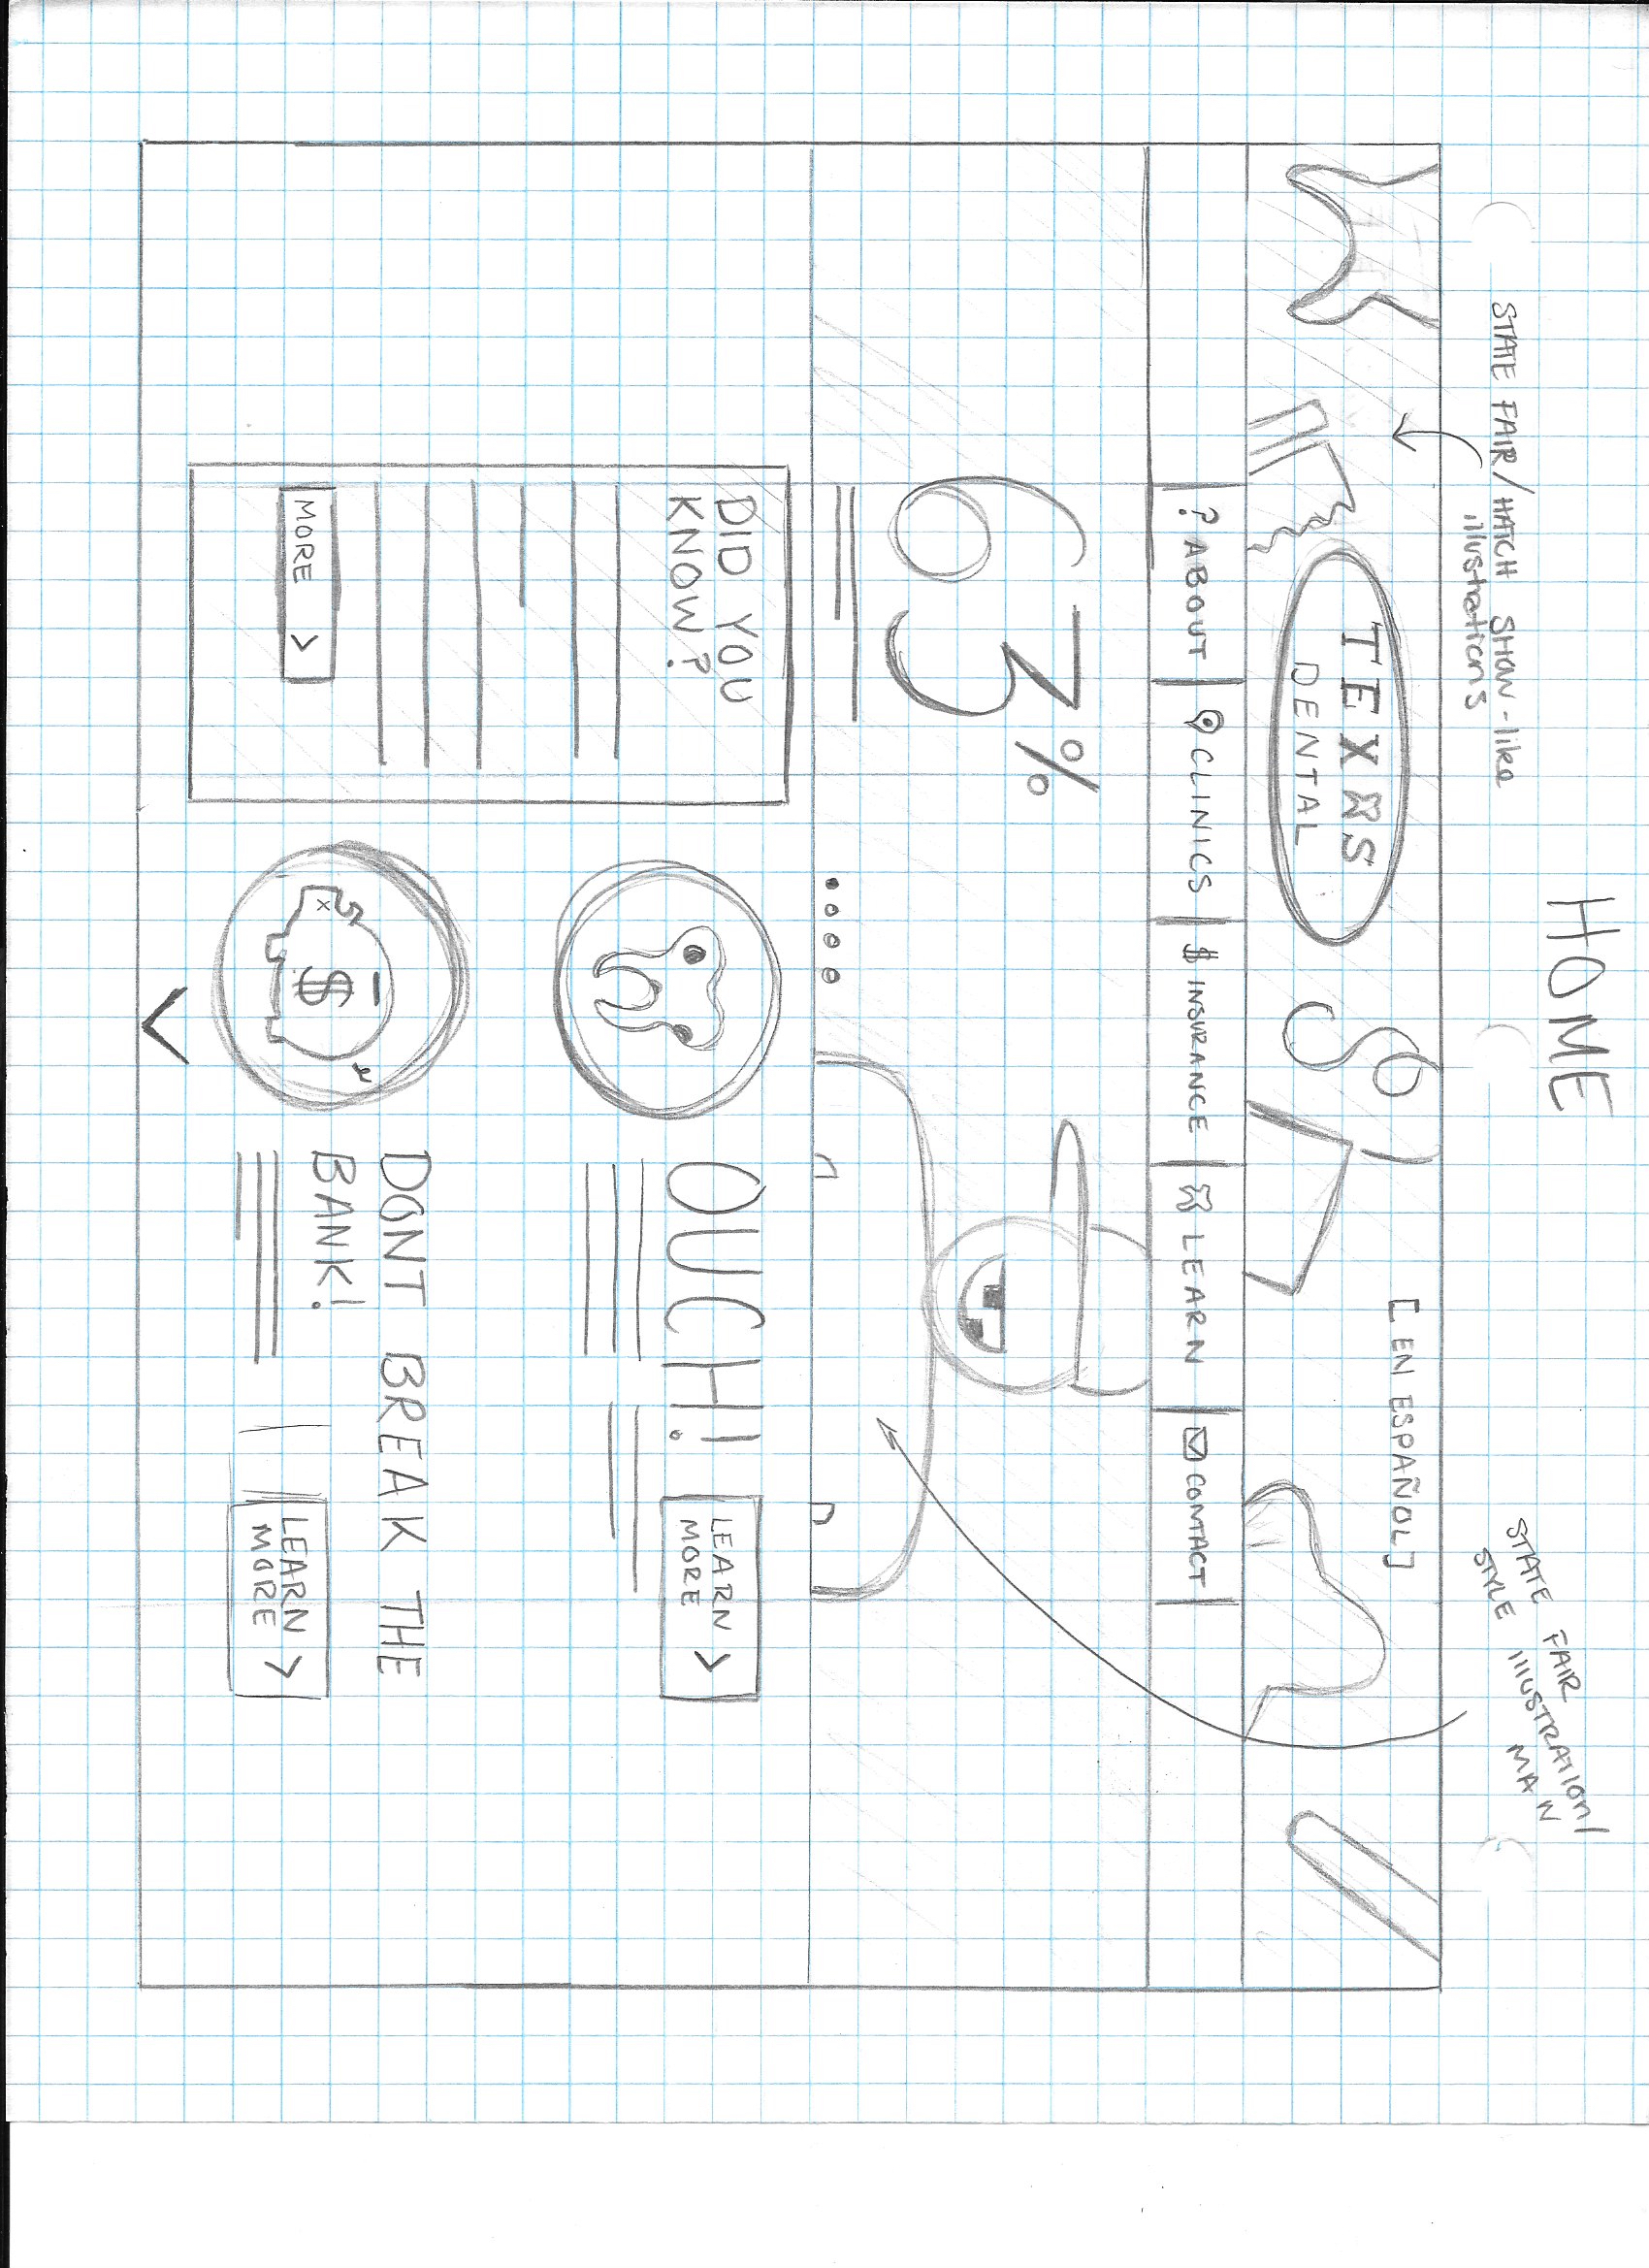 HOME
STATE FAIR/HATCH SHOW-like
illustrations
STATE FAIR
STYLE ILLUSTRATION/
MAN
[EN ESPAÑOL]
TEXAS
DENTAL
? ABOUT
CLINICS
$ INSURANCE
LEARN
CONTACT
63%
DID YOU
KNOW?
MORE >
OUCH!
LEARN
MORE >
$
DONT BREAK THE
BANK!
LEARN
MORE >